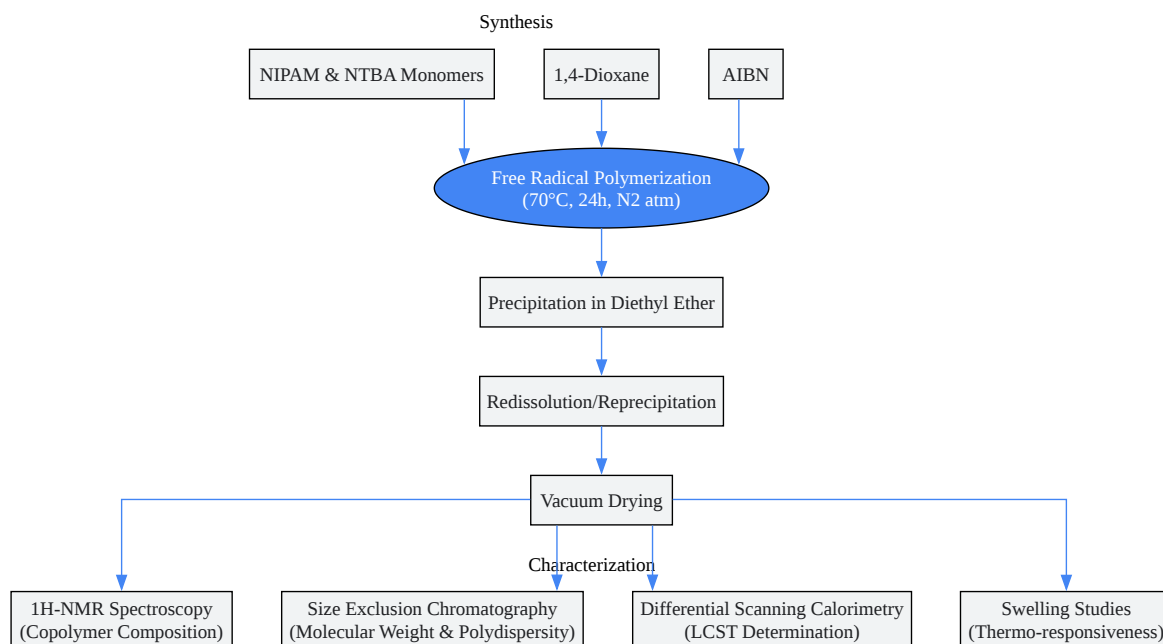 Synthesis
NIPAM & NTBA Monomers
1,4-Dioxane
AIBN
Free Radical Polymerization
(70°C, 24h, N2 atm)
Precipitation in Diethyl Ether
Redissolution/Reprecipitation
Vacuum Drying
Characterization
1H-NMR Spectroscopy
(Copolymer Composition)
Size Exclusion Chromatography
(Molecular Weight & Polydispersity)
Differential Scanning Calorimetry
(LCST Determination)
Swelling Studies
(Thermo-responsiveness)